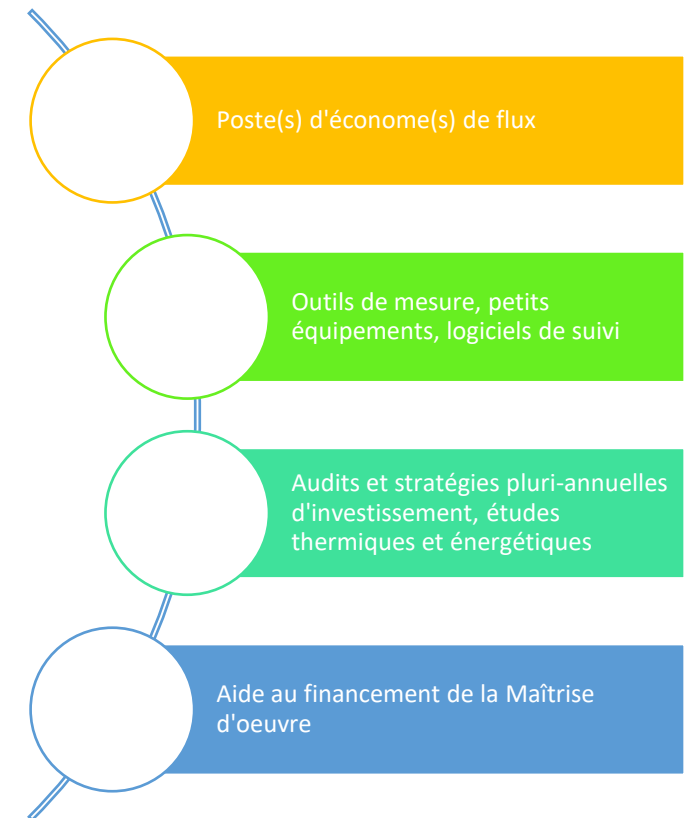 Poste(s) d'économe(s) de flux
Outils de mesure, petits
équipements, logiciels de suivi
Audits et stratégies pluri-annuelles
d'investissement, études
thermiques et énergétiques
Aide au financement de la Maîtrise
d'oeuvre